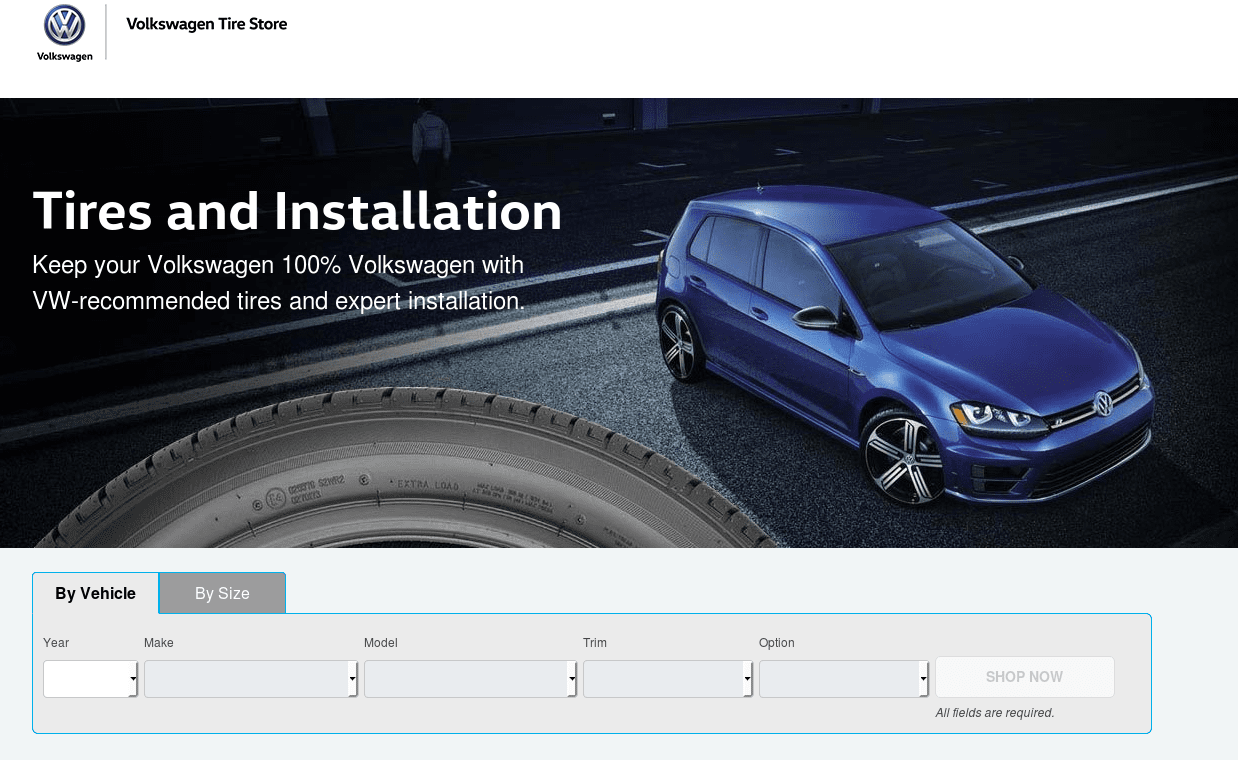 Volkswagen Tire Store
Volkswagen
Tires and Installation
Keep your Volkswagen 100% Volkswagen with
VW-recommended tires and expert installation.
EXTRA LOAD
By Vehicle
By Size
Year
Make
Model
Trim
Option
SHOP NOW
All fields are required.